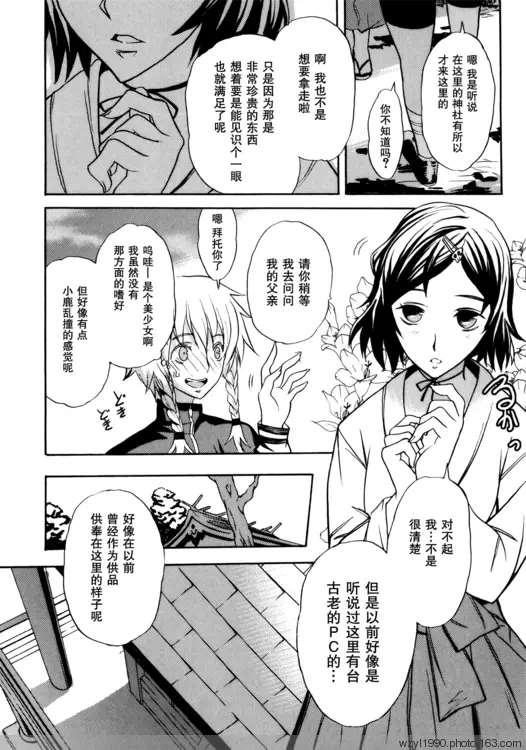 嗯 我是听说
在这里的神社有所以
才来这里的
你不知道吗？
啊 我也不是
想要拿走啦
只是因为那是
非常珍贵的东西
想着要是能见识个一眼
也就满足了呢
对不起
我…不是
很清楚
但是以前好像是
听说过这里有台
古老的PC的…
请你稍等
我去问问
我的父亲
嗯
拜托你了
呜哇—是个美少女啊
我虽然没有
那方面的嗜好
但好像有点
小鹿乱撞的感觉呢
どぎ
どぎ
好像在以前
曾经作为供品
供奉在这里的样子呢
wzyl1990.photo.163.com